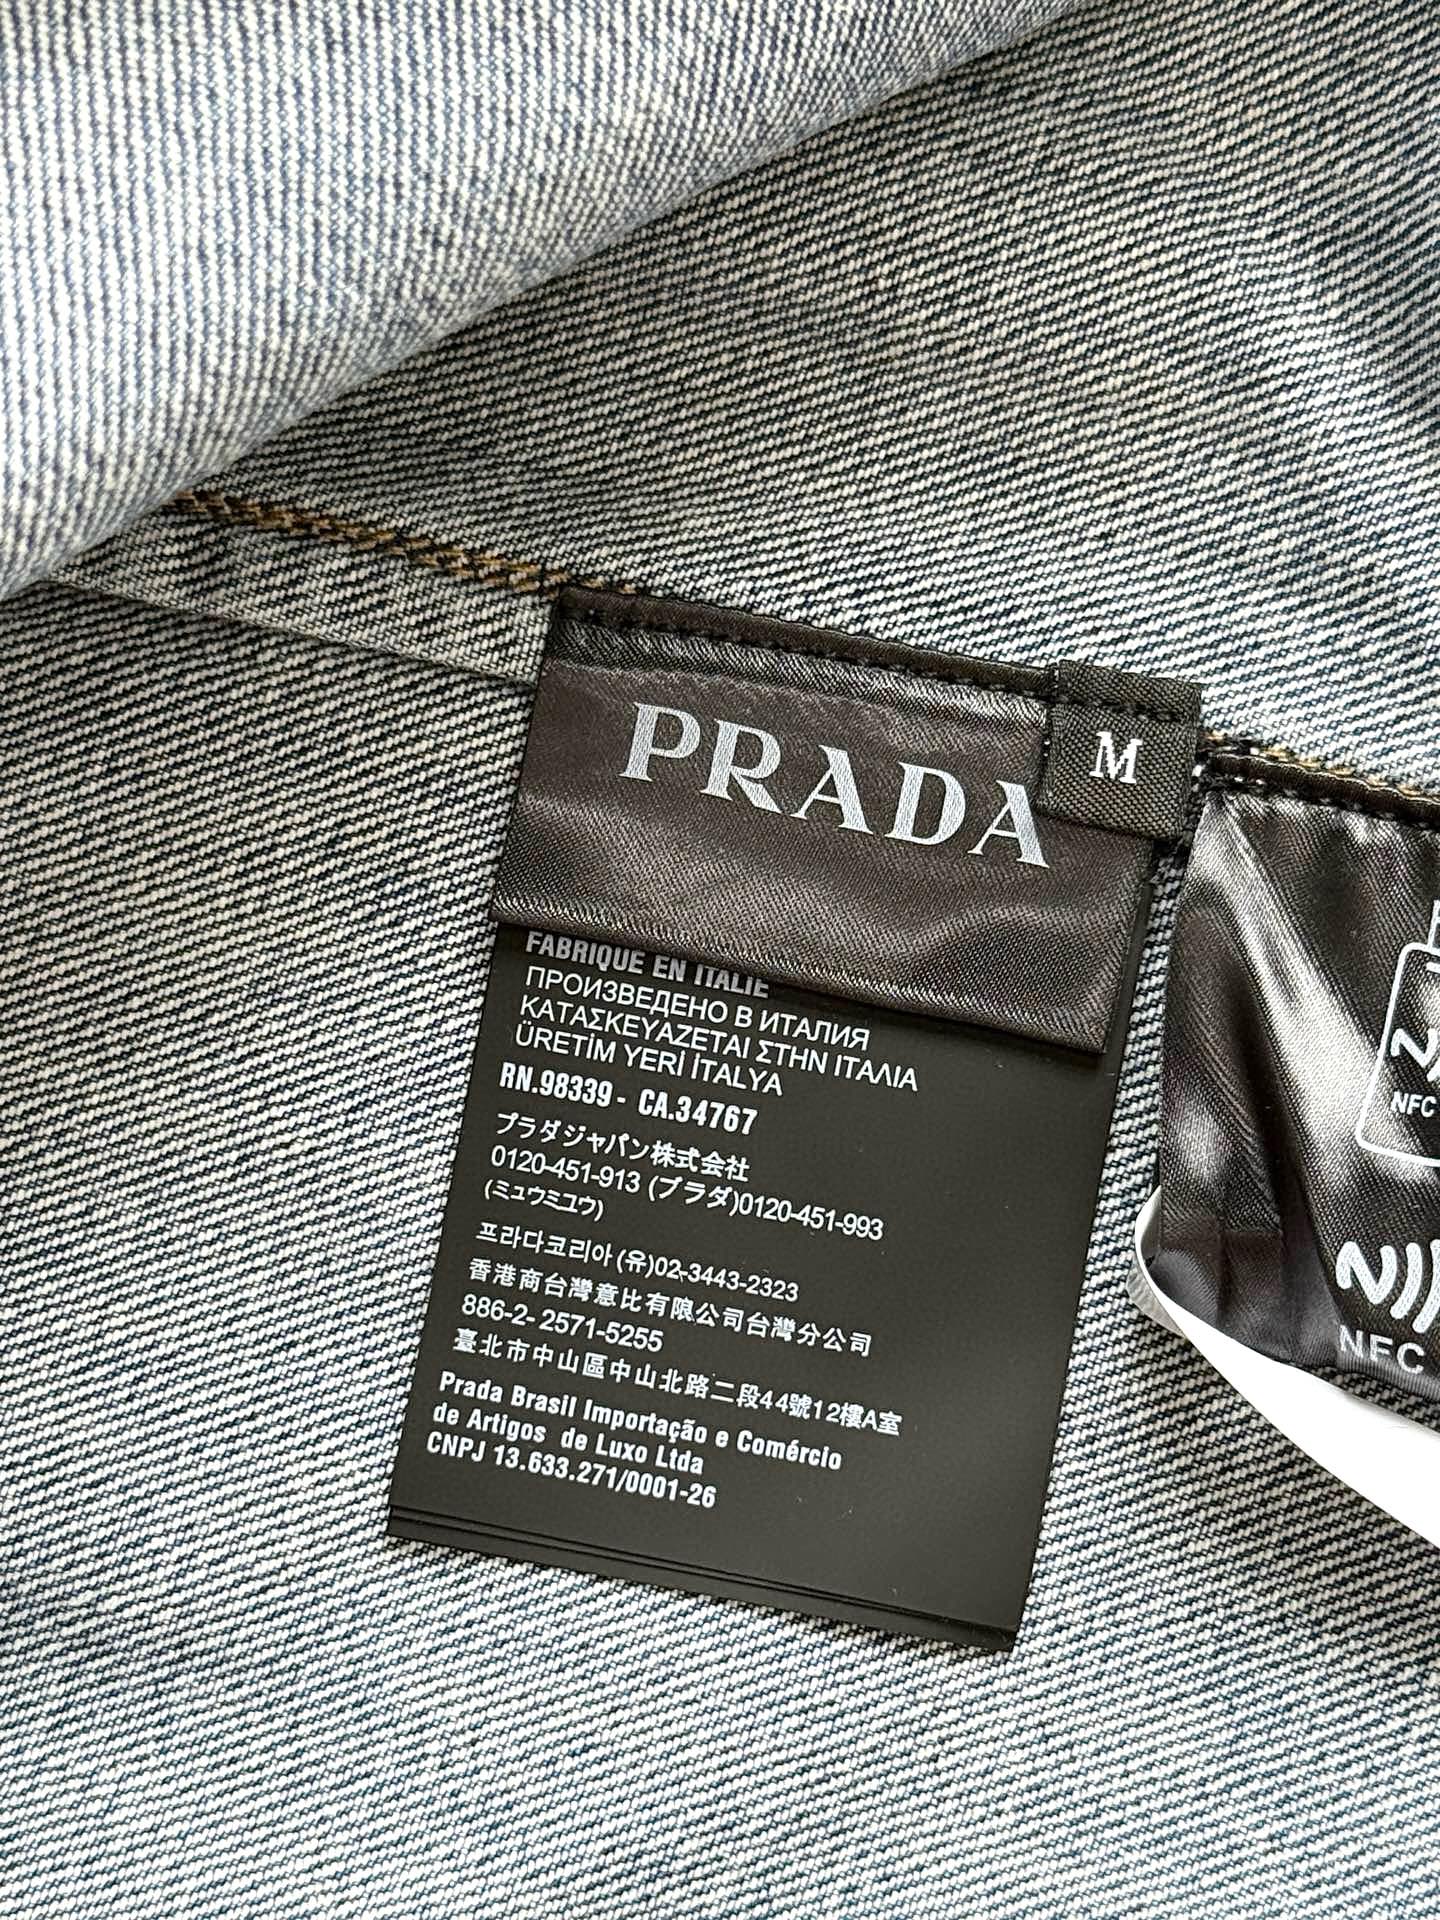 PRADA
M
FABRIQUE EN ITALIE
ПРОИЗВЕДЕНО В ИТАЛИЯ
ΚΑΤΑΣΚΕΥΑΖΕΤΑΙ ΣΤΗΝ ΙΤΑΛΙΑ
ÜRETİM YERİ İTALYA
RN.98339 - CA.34767
プラダジャパン株式会社
0120-451-913 (プラダ)0120-451-993
(ミュウミユウ)
프라다코리아(유)02-3443-2323
香港商台灣意比有限公司台灣分公司
886-2-2571-5255
臺北市中山區中山北路二段44號12樓A室
Prada Brasil Importação e Comércio
de Artigos de Luxo Ltda
CNPJ 13.633.271/0001-26
NFC
NFC